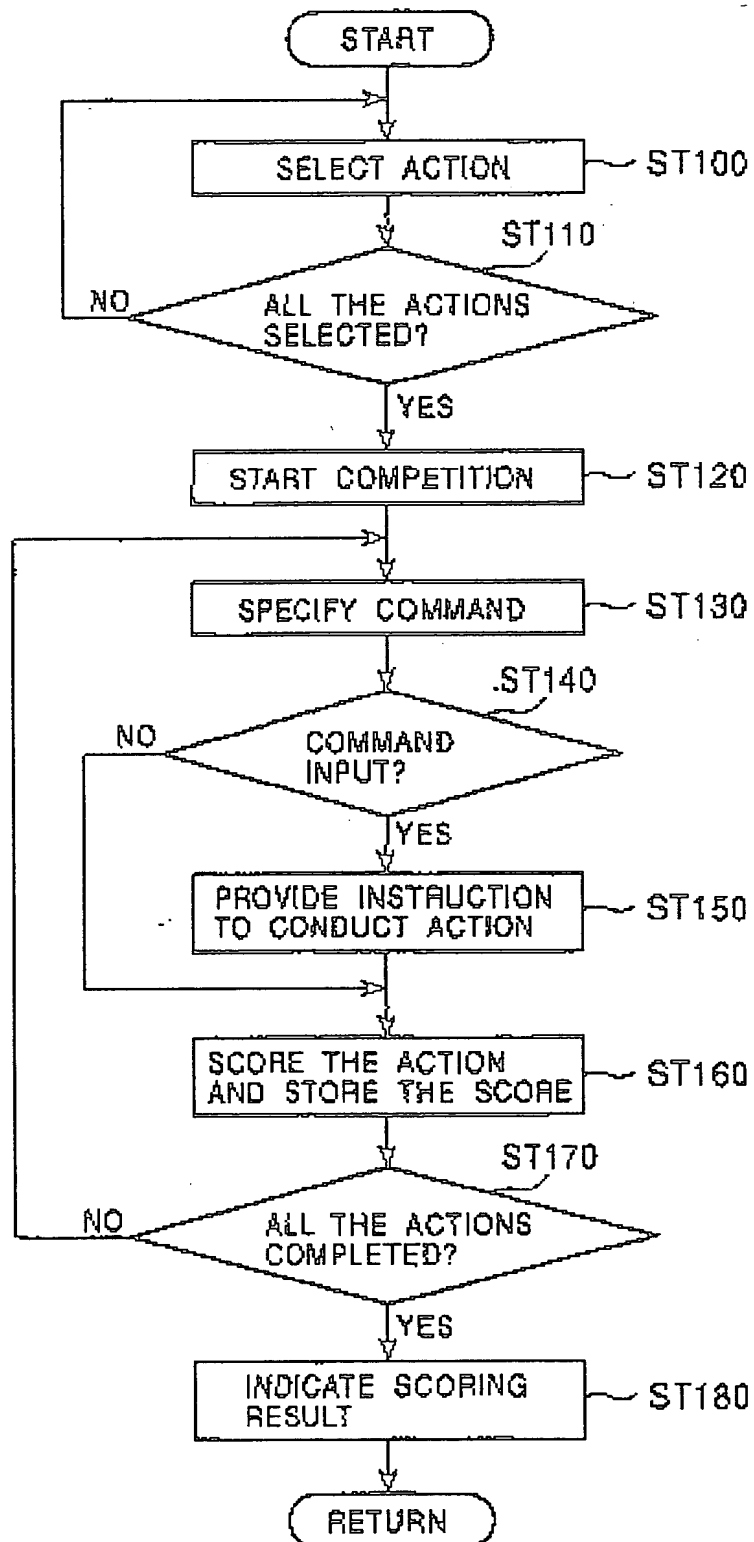 START
SELECT ACTION
ST100
ST110
NO
ALL THE ACTIONS
SELECTED?
YES
START COMPETITION
ST120
SPECIFY COMMAND
ST130
ST140
NO
COMMAND
INPUT?
YES
PROVIDE INSTRUCTION
TO CONDUCT ACTION
ST150
SCORE THE ACTION
AND STORE THE SCORE
ST160
ST170
NO
ALL THE ACTIONS
COMPLETED?
YES
INDICATE SCORING
RESULT
ST180
RETURN